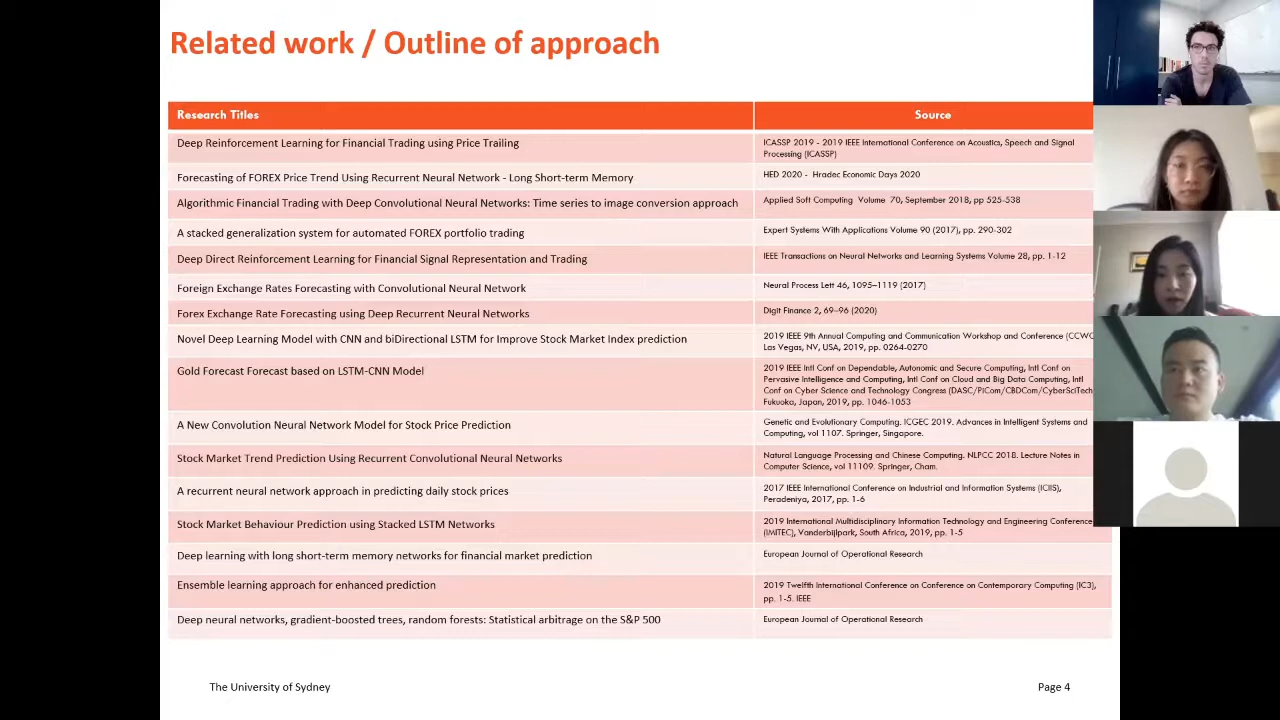 Related work / Outline of approach
Research Titles
Source
Deep Reinforcement Learning for Financial Trading using Price Trailing
ICASSP 2019 - 2019 IEEE International Conference on Acoustics, Speech and Signal
Processing (ICASSP)
Forecasting of FOREX Price Trend Using Recurrent Neural Network - Long Short-term Memory
HED 2020 - Hradec Economic Days 2020
Algorithmic Financial Trading with Deep Convolutional Neural Networks: Time series to image conversion approach
Applied Soft Computing Volume 70, September 2018, pp 525-538
A stacked generalization system for automated FOREX portfolio trading
Expert Systems With Applications Volume 90 (2017), pp. 290-302
Deep Direct Reinforcement Learning for Financial Signal Representation and Trading
IEEE Transactions on Neural Networks and Learning Systems Volume 28, pp. 1-12
Foreign Exchange Rates Forecasting with Convolutional Neural Network
Neural Process Lett 46, 1095–1119 (2017)
Forex Exchange Rate Forecasting using Deep Recurrent Neural Networks
Digit Finance 2, 69–96 (2020)
Novel Deep Learning Model with CNN and biDirectional LSTM for Improve Stock Market Index prediction
2019 IEEE 9th Annual Computing and Communication Workshop and Conference (CCWC
Las Vegas, NV, USA, 2019, pp. 0264-0270
Gold Forecast Forecast based on LSTM-CNN Model
2019 IEEE Intl Conf on Dependable, Autonomic and Secure Computing, Intl Conf on
Pervasive Intelligence and Computing, Intl Conf on Cloud and Big Data Computing, Intl
Conf on Cyber Science and Technology Congress (DASC/PiCom/CBDCom/CyberSciTech
Fukuoka, Japan, 2019, pp. 1046-1053
A New Convolution Neural Network Model for Stock Price Prediction
Genetic and Evolutionary Computing. ICGEC 2019. Advances in Intelligent Systems and
Computing, vol 1107. Springer, Singapore.
Stock Market Trend Prediction Using Recurrent Convolutional Neural Networks
Natural Language Processing and Chinese Computing. NLPCC 2018. Lecture Notes in
Computer Science, vol 11109. Springer, Cham.
A recurrent neural network approach in predicting daily stock prices
2017 IEEE International Conference on Industrial and Information Systems (ICIIS),
Peradeniya, 2017, pp. 1-6
Stock Market Behaviour Prediction using Stacked LSTM Networks
2019 International Multidisciplinary Information Technology and Engineering Conference
(IMITEC), Vanderbijlpark, South Africa, 2019, pp. 1-5
Deep learning with long short-term memory networks for financial market prediction
European Journal of Operational Research
Ensemble learning approach for enhanced prediction
2019 Twelfth International Conference on Conference on Contemporary Computing (IC3),
pp. 1-5. IEEE
Deep neural networks, gradient-boosted trees, random forests: Statistical arbitrage on the S&P 500
European Journal of Operational Research
The University of Sydney
Page 4